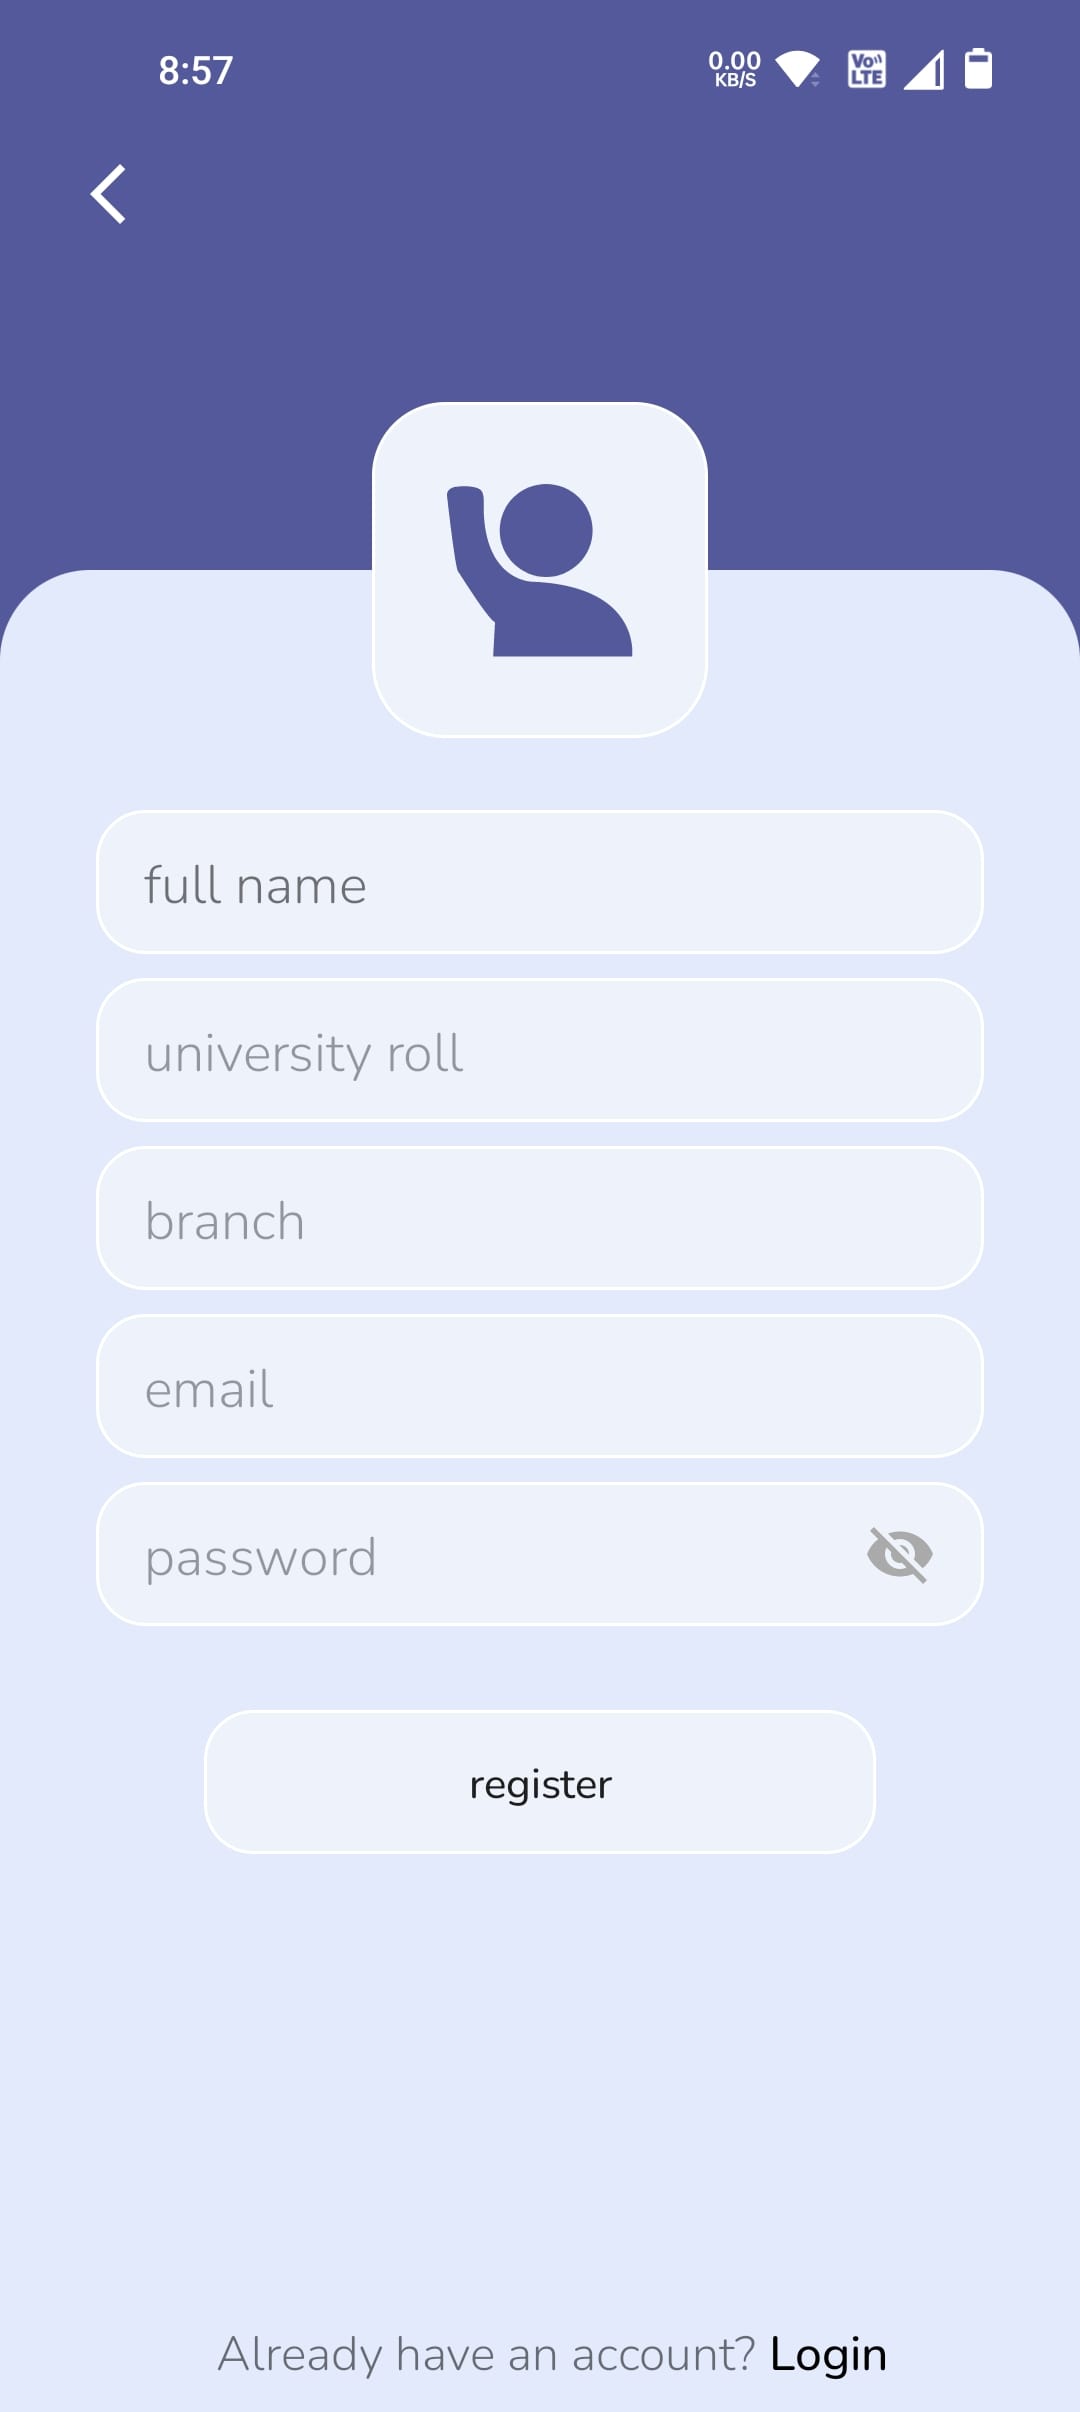 8:57
0.00
KB/S
Vo
LTE
full name
university roll
branch
email
password
register
Already have an account? Login